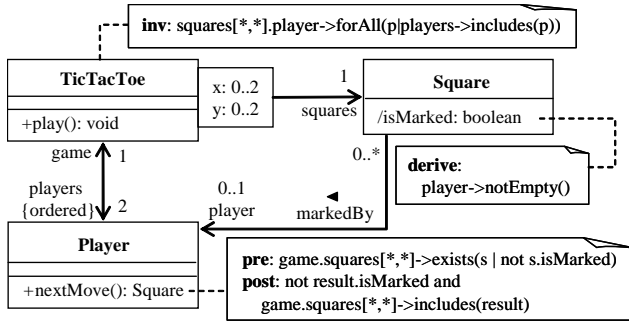 inv: squares[*,*].player->forAll(p|players->includes(p))
TicTacToe
+play(): void
x: 0..2
y: 0..2
1
squares
Square
/isMarked: boolean
game
1
0..*
derive:
player->notEmpty()
players
{ordered}
2
0..1
player
markedBy
Player
+nextMove(): Square
pre: game.squares[*,*]->exists(s | not s.isMarked)
post: not result.isMarked and
game.squares[*,*]->includes(result)